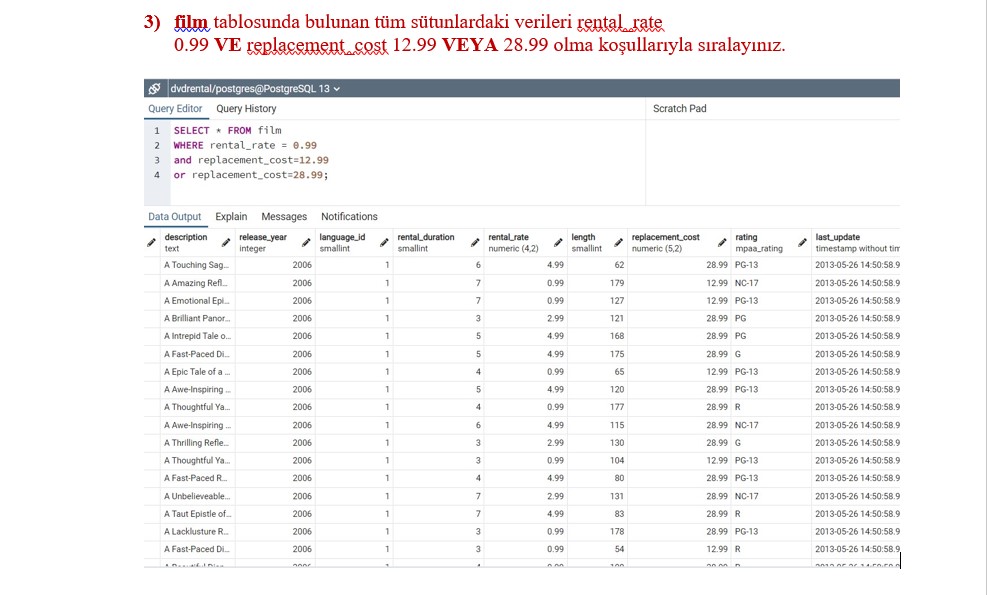 3) film tablosunda bulunan tüm sütunlardaki verileri rental_rate
0.99 VE replacement_cost 12.99 VEYA 28.99 olma koşullarıyla sıralayınız.
dvdrental/postgres@PostgreSQL 13
Query Editor Query History Scratch Pad
1 SELECT * FROM film
2 WHERE rental_rate = 0.99
3 and replacement_cost=12.99
4 or replacement_cost=28.99;
Data Output Explain Messages Notifications
description release_year language_id rental_duration rental_rate length replacement_cost rating last_update
text integer smallint smallint numeric (4,2) smallint numeric (5,2) mpaa_rating timestamp without tim
A Touching Sag... 2006 1 6 4.99 62 28.99 PG-13 2013-05-26 14:50:58.9
A Amazing Refl... 2006 1 7 0.99 179 12.99 NC-17 2013-05-26 14:50:58.9
A Emotional Epi... 2006 1 7 0.99 127 12.99 PG-13 2013-05-26 14:50:58.9
A Brilliant Panor... 2006 1 3 2.99 121 28.99 PG 2013-05-26 14:50:58.9
A Intrepid Tale o... 2006 1 5 4.99 168 28.99 PG 2013-05-26 14:50:58.9
A Fast-Paced Di... 2006 1 5 4.99 175 28.99 G 2013-05-26 14:50:58.9
A Epic Tale of a ... 2006 1 4 0.99 65 12.99 PG-13 2013-05-26 14:50:58.9
A Awe-Inspiring ... 2006 1 5 4.99 120 28.99 PG-13 2013-05-26 14:50:58.9
A Thoughtful Ya... 2006 1 4 0.99 177 28.99 R 2013-05-26 14:50:58.9
A Awe-Inspiring ... 2006 1 6 4.99 115 28.99 NC-17 2013-05-26 14:50:58.9
A Thrilling Refle... 2006 1 3 2.99 130 28.99 G 2013-05-26 14:50:58.9
A Thoughtful Ya... 2006 1 3 0.99 104 12.99 PG-13 2013-05-26 14:50:58.9
A Fast-Paced R... 2006 1 4 4.99 80 28.99 PG-13 2013-05-26 14:50:58.9
A Unbelieveable... 2006 1 7 2.99 131 28.99 NC-17 2013-05-26 14:50:58.9
A Taut Epistle of... 2006 1 7 4.99 83 28.99 R 2013-05-26 14:50:58.9
A Lacklusture R... 2006 1 3 0.99 178 28.99 PG-13 2013-05-26 14:50:58.9
A Fast-Paced Di... 2006 1 3 0.99 54 12.99 R 2013-05-26 14:50:58.9